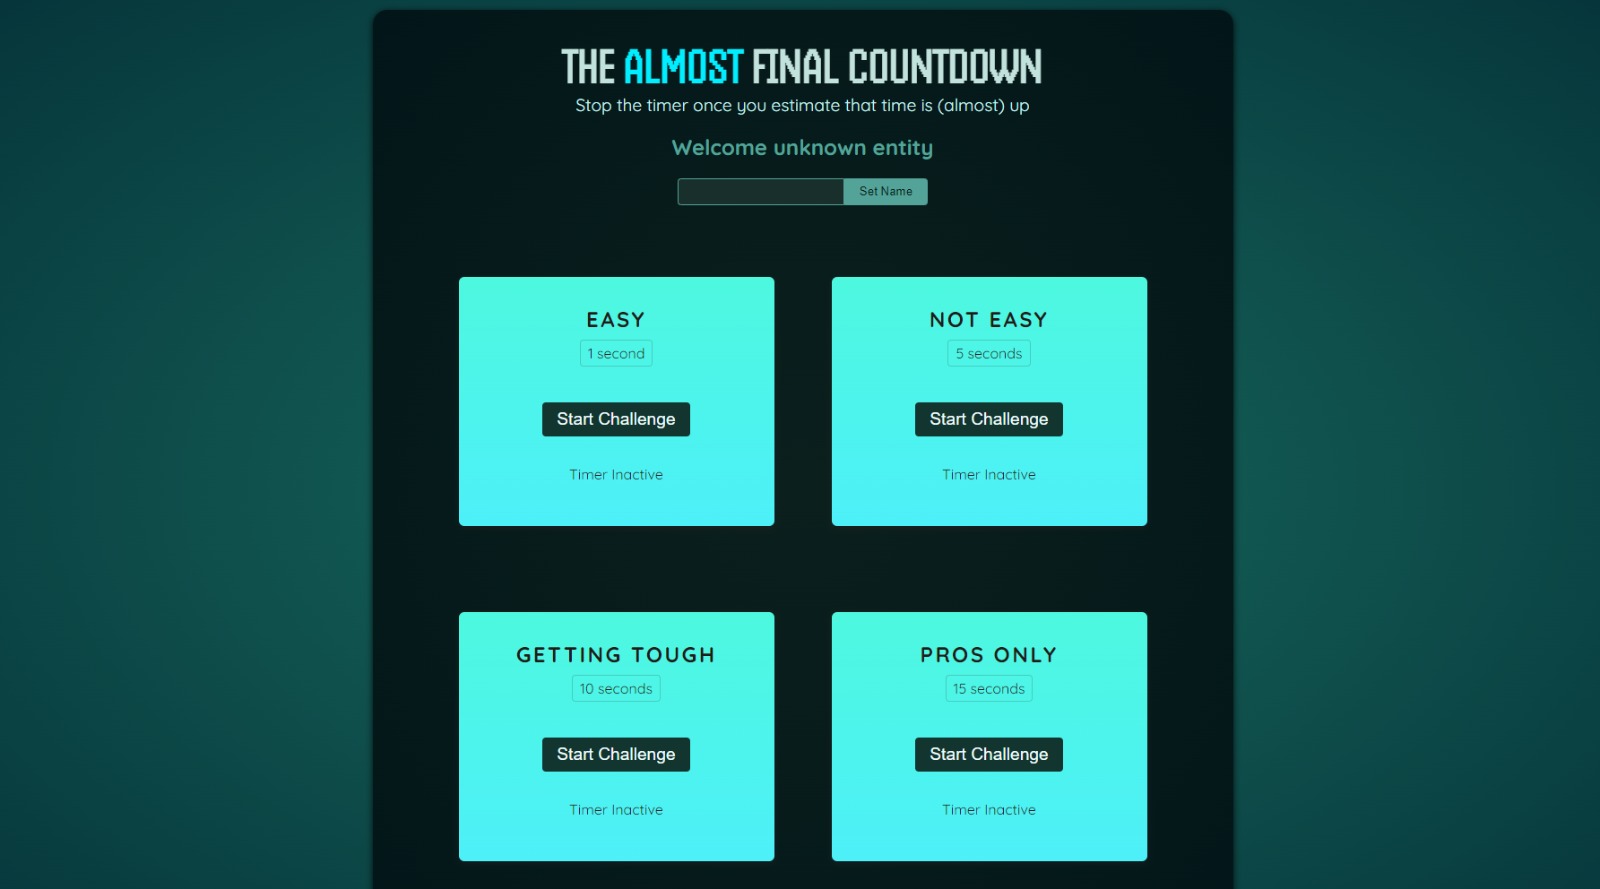 THE ALMOST FINAL COUNTDOWN
Stop the timer once you estimate that time is (almost) up
Welcome unknown entity
Set Name
EASY
1 second
Start Challenge
Timer Inactive
NOT EASY
5 seconds
Start Challenge
Timer Inactive
GETTING TOUGH
10 seconds
Start Challenge
Timer Inactive
PROS ONLY
15 seconds
Start Challenge
Timer Inactive